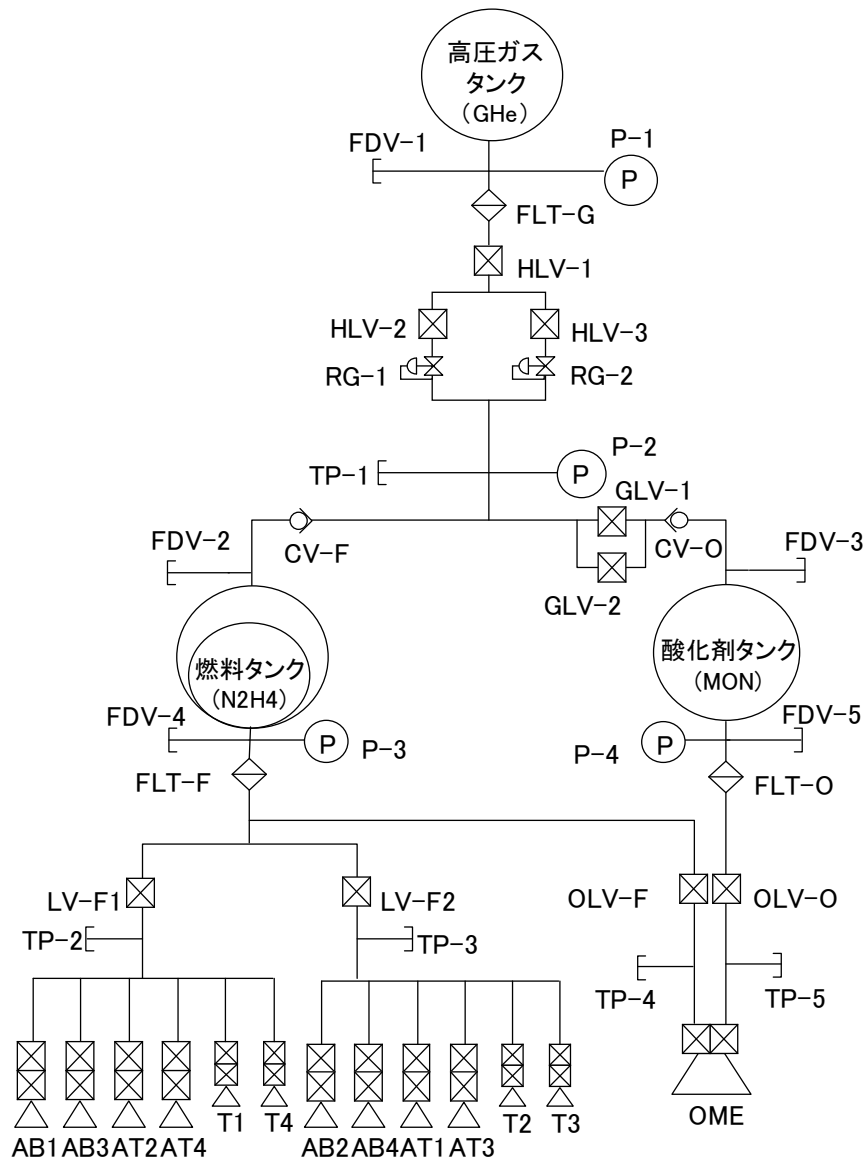 高圧ガス
タンク
(GHe)
FDV-1
P-1
P
FLT-G
HLV-1
HLV-2
HLV-3
RG-1
RG-2
P-2
TP-1
P
GLV-1
FDV-2
CV-F
CV-O
FDV-3
GLV-2
燃料タンク
(N2H4)
酸化剤タンク
(MON)
FDV-4
FDV-5
P
P-3
P-4
P
FLT-F
FLT-O
LV-F1
LV-F2
OLV-F
OLV-O
TP-2
TP-3
TP-4
TP-5
AB1 AB3 AT2 AT4 T1 T4 AB2 AB4 AT1 AT3 T2 T3
OME